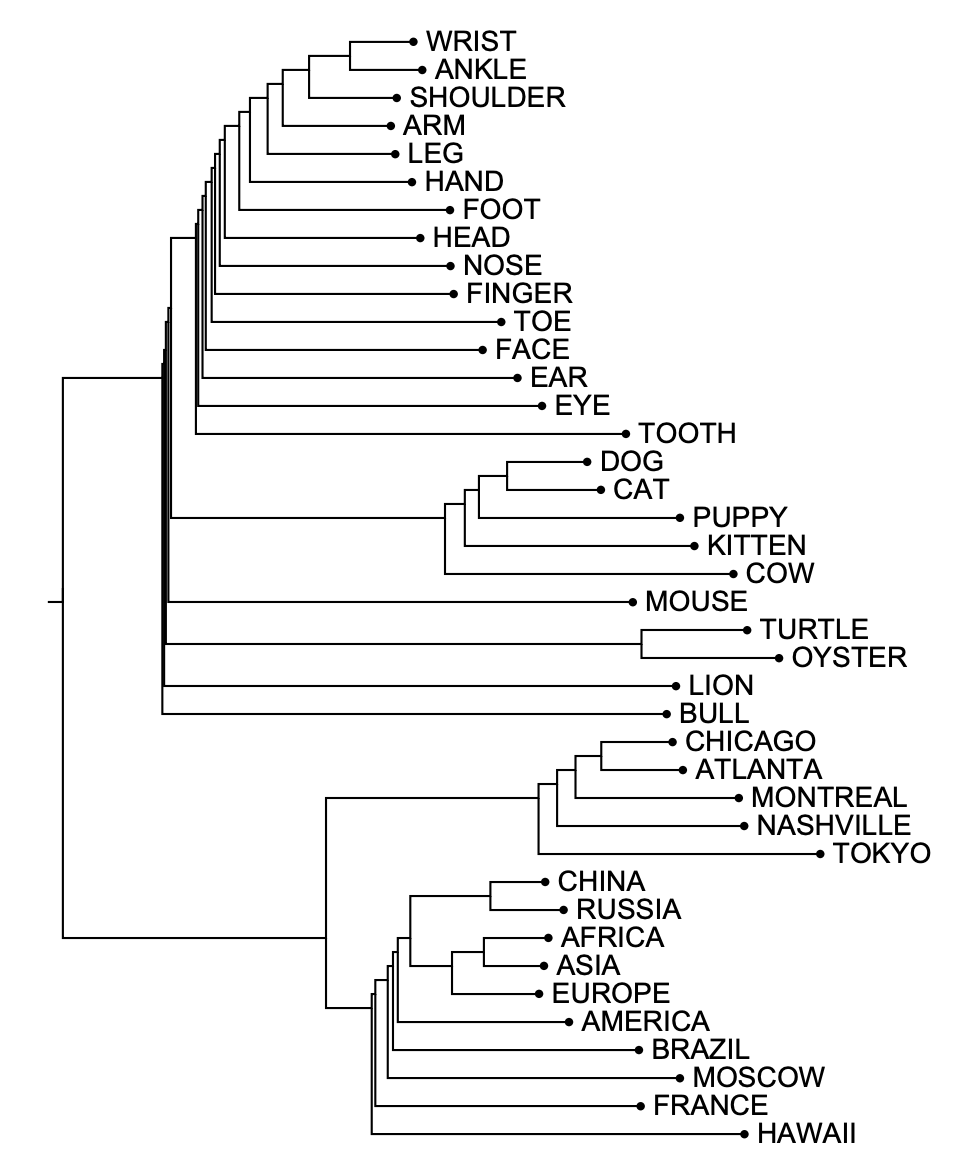 WRIST
ANKLE
SHOULDER
ARM
LEG
HAND
FOOT
HEAD
NOSE
FINGER
TOE
FACE
EAR
EYE
TOOTH
DOG
CAT
PUPPY
KITTEN
COW
MOUSE
TURTLE
OYSTER
LION
BULL
CHICAGO
ATLANTA
MONTREAL
NASHVILLE
TOKYO
CHINA
RUSSIA
AFRICA
ASIA
EUROPE
AMERICA
BRAZIL
MOSCOW
FRANCE
HAWAII